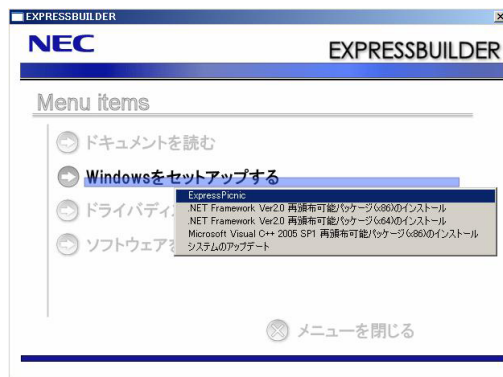 EXPRESSBUILDER
NEC
EXPRESSBUILDER
Menu items
ドキュメントを読む
Windowsをセットアップする
ExpressPicnic
.NET Framework Ver2.0 再頒布可能パッケージ(x86)のインストール
.NET Framework Ver2.0 再頒布可能パッケージ(x64)のインストール
Microsoft Visual C++ 2005 SP1 再頒布可能パッケージ(x86)のインストール
システムのアップデート
ドライバディ
ソフトウェアを
メニューを閉じる